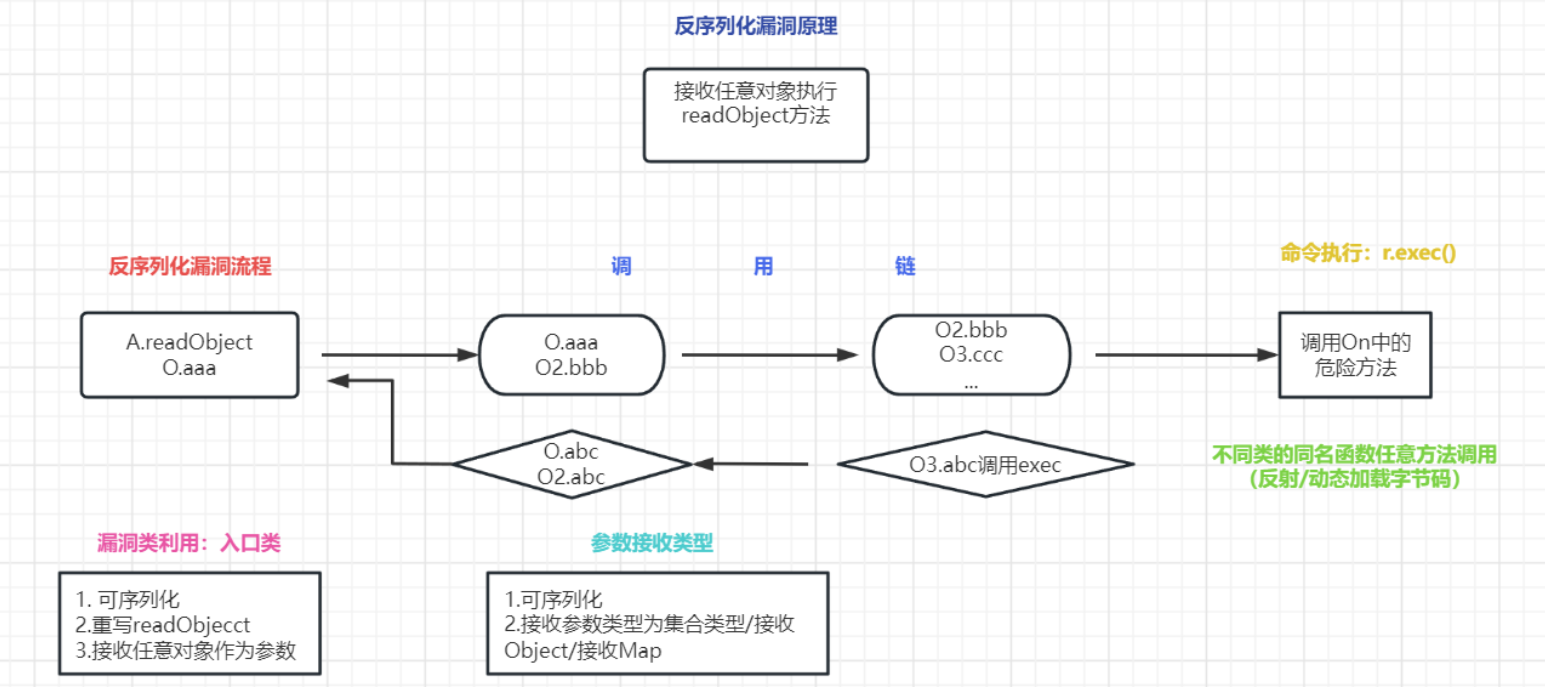 反序列化漏洞原理
接收任意对象执行
readObject方法
反序列化漏洞流程
调 用 链
命令执行：r.exec()
A.readObject
O.aaa
O.aaa
O2.bbb
O2.bbb
O3.ccc
...
调用On中的
危险方法
O.abc
O2.abc
O3.abc调用exec
不同类的同名函数任意方法调用
（反射/动态加载字节码）
漏洞类利用：入口类
1. 可序列化
2.重写readObjecct
3.接收任意对象作为参数
参数接收类型
1.可序列化
2.接收参数类型为集合类型/接收
Object/接收Map